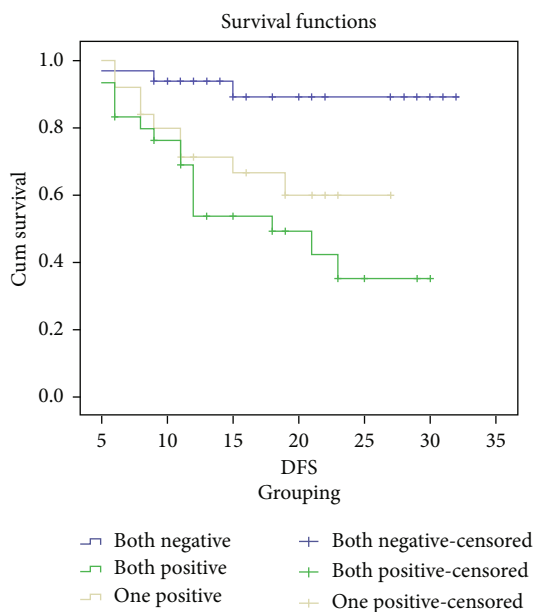 Survival functions
Cum survival
1.0
0.8
0.6
0.4
0.2
0.0
5 10 15 20 25 30 35
DFS
Grouping
Both negative
Both positive
One positive
Both negative-censored
Both positive-censored
One positive-censored